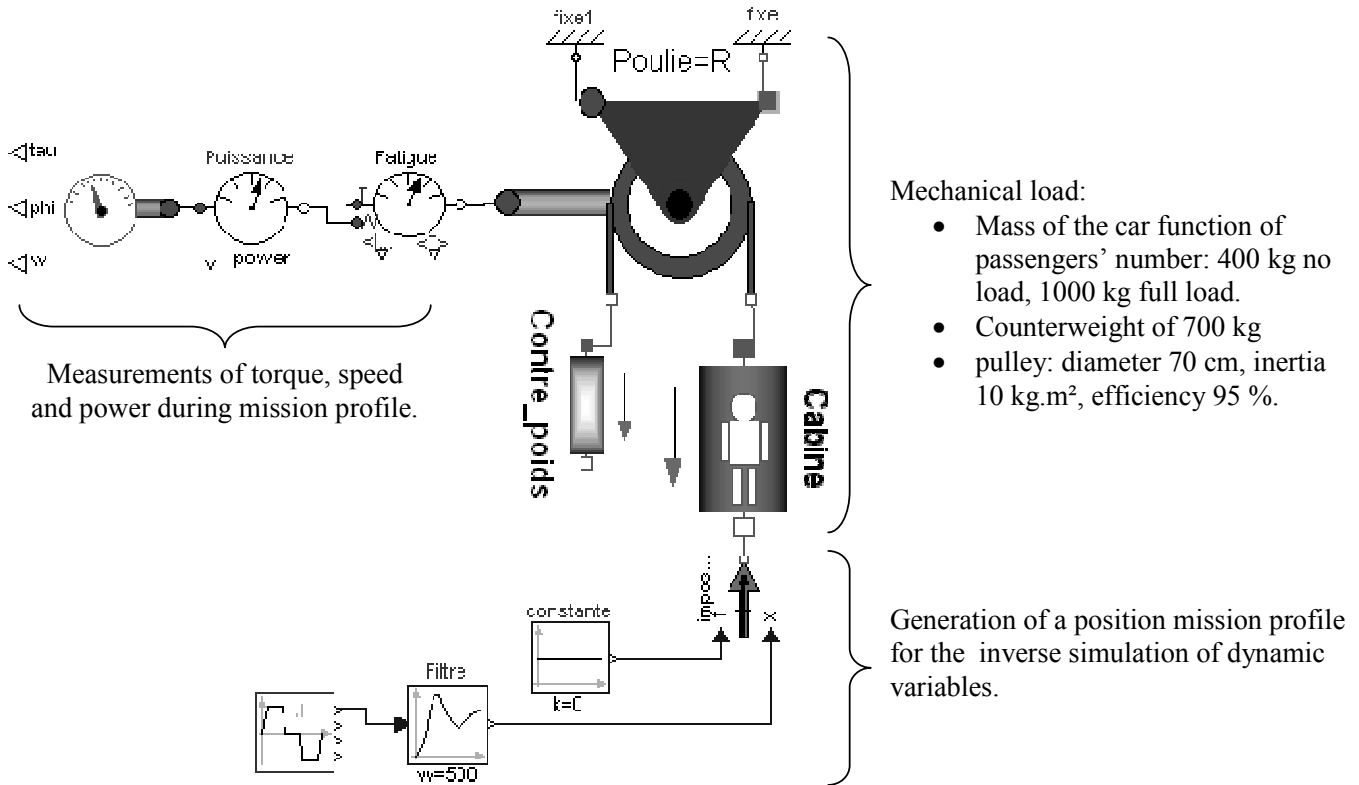 fixe1
fixe
Poulie=R
tau
phi
w
Puissance
power
Fatigue
Contre_poids
Cabine
Measurements of torque, speed
and power during mission profile.
Mechanical load:
• Mass of the car function of
passengers’ number: 400 kg no
load, 1000 kg full load.
• Counterweight of 700 kg
• pulley: diameter 70 cm, inertia
10 kg.m², efficiency 95 %.
constante
k=0
f
x
Filtre
w=500
Generation of a position mission profile
for the inverse simulation of dynamic
variables.